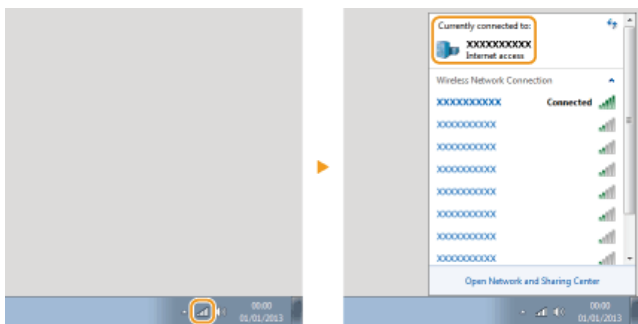 00:00
01/01/2013
Currently connected to:
XXXXXXXXXX
Internet access
Wireless Network Connection
XXXXXXXXXX Connected
XXXXXXXXXX
XXXXXXXXXX
XXXXXXXXXX
XXXXXXXXXX
XXXXXXXXXX
XXXXXXXXXX
XXXXXXXXXX
Open Network and Sharing Center
00:00
01/01/2013